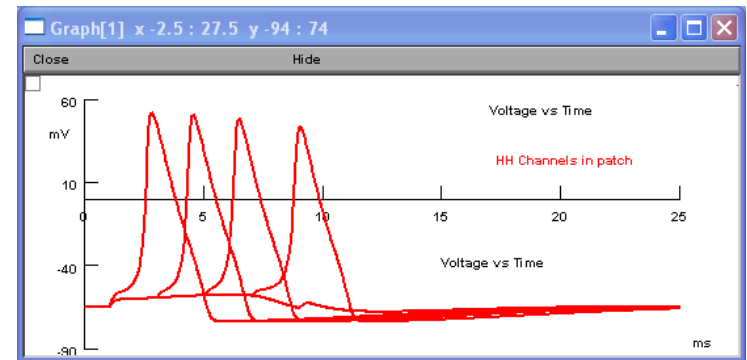 Graph[1] x -2.5 : 27.5 y -94 : 74
Close Hide
60
mV
Voltage vs Time
HH Channels in patch
10
0 5 10 15 20 25
-40
Voltage vs Time
-90
ms